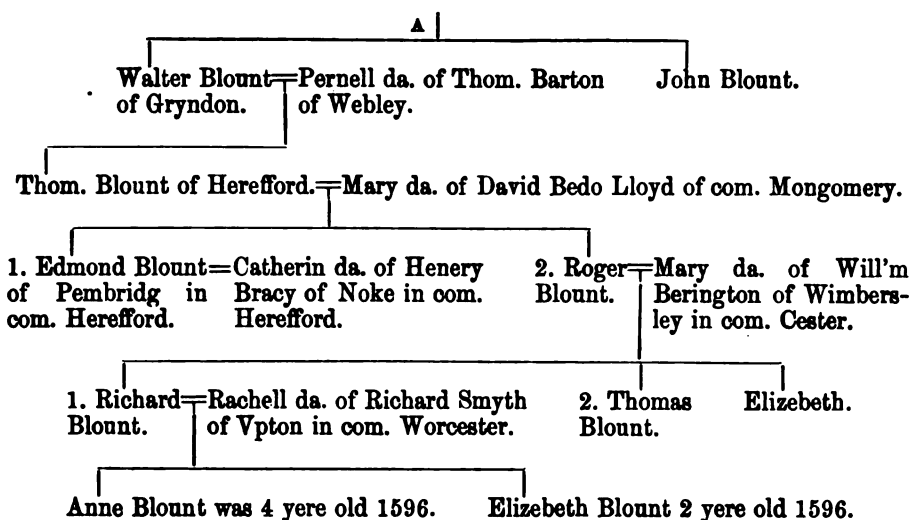 A
Walter Blount=Pernell da. of Thom. Barton
of Gryndon. of Webley.
John Blount.
Thom. Blount of Herefford.=Mary da. of David Bedo Lloyd of com. Mongomery.
1. Edmond Blount=Catherin da. of Henery
of Pembridg in Bracy of Noke in com.
com. Herefford. Herefford.
2. Roger=Mary da. of Will'm
Blount. Berington of Wimbers-
ley in com. Cester.
1. Richard=Rachell da. of Richard Smyth
Blount. of Vpton in com. Worcester.
2. Thomas
Blount.
Elizebeth.
Anne Blount was 4 yere old 1596.
Elizebeth Blount 2 yere old 1596.